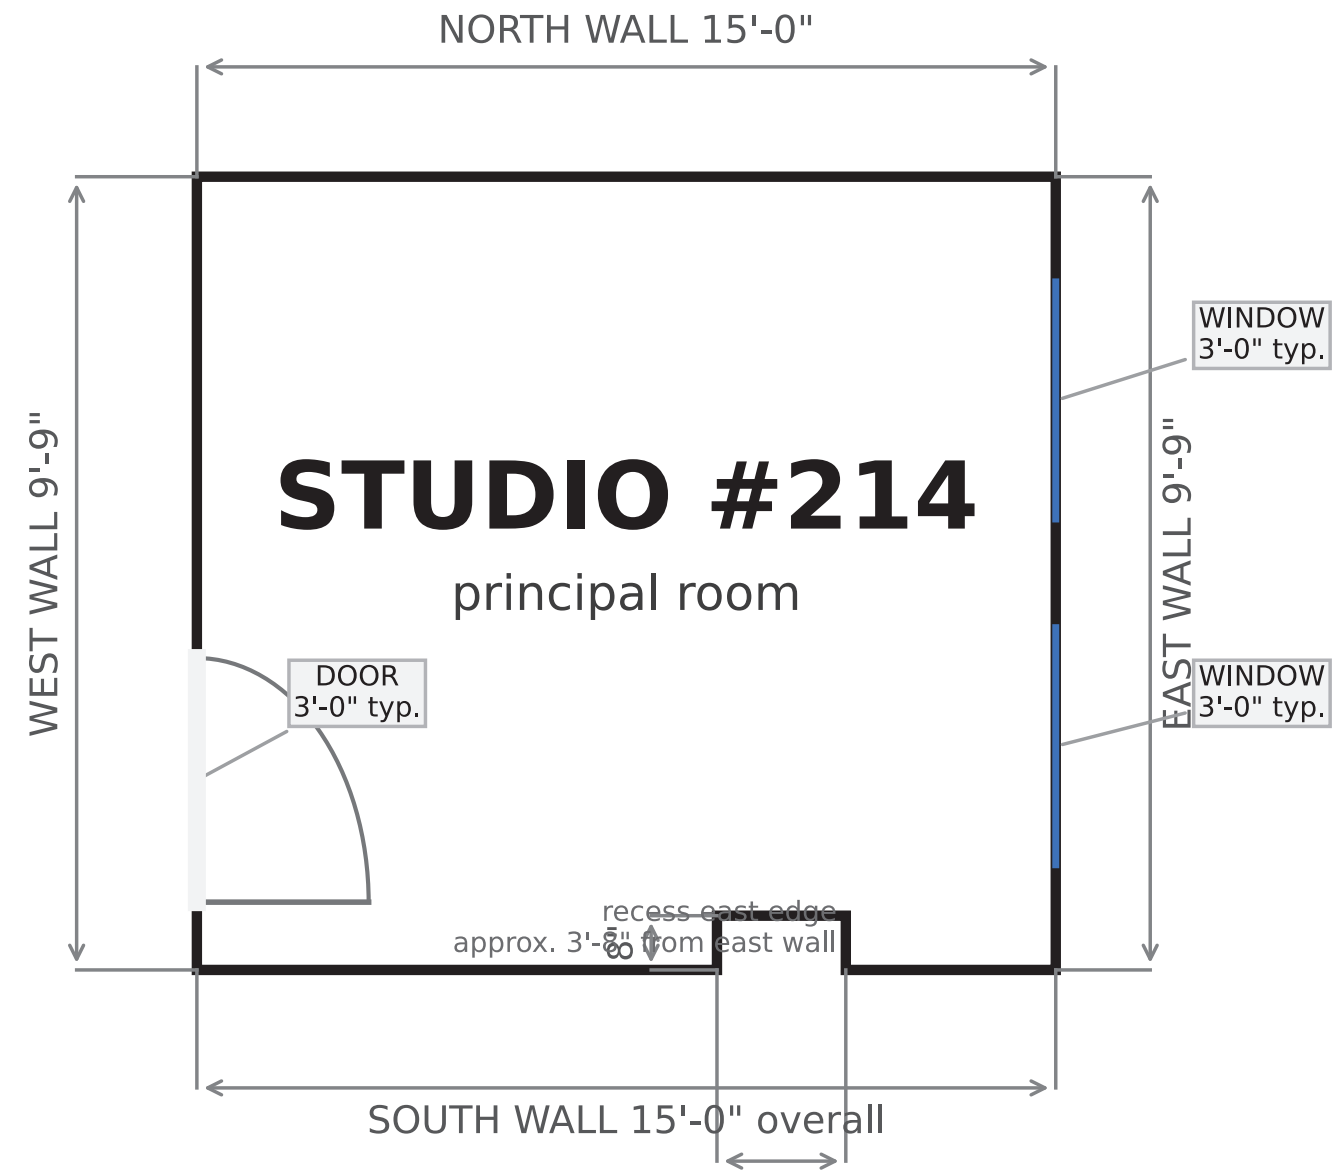 NORTH WALL 15'-0"
WINDOW
3'-0" typ.
WEST WALL 9'-9"
EAST WALL 9'-9"
STUDIO #214
principal room
DOOR
3'-0" typ.
WINDOW
3'-0" typ.
recess east edge
approx. 3'-8" from east wall
8"
SOUTH WALL 15'-0" overall